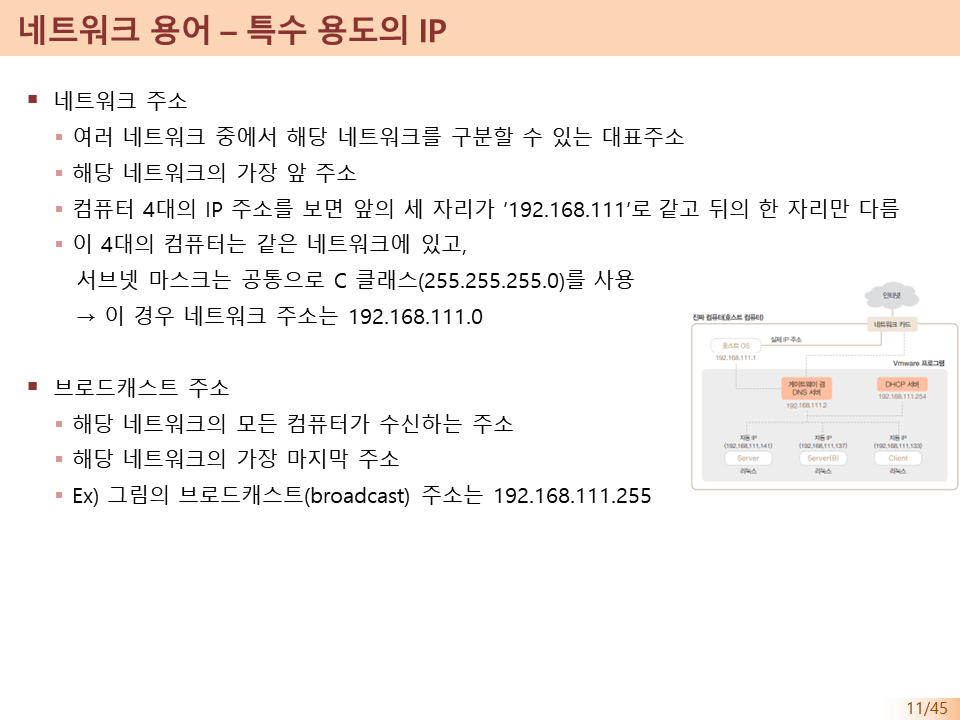 네트워크 용어 – 특수 용도의 IP
네트워크 주소
여러 네트워크 중에서 해당 네트워크를 구분할 수 있는 대표주소
해당 네트워크의 가장 앞 주소
컴퓨터 4대의 IP 주소를 보면 앞의 세 자리가 ‘192.168.111’로 같고 뒤의 한 자리만 다름
이 4대의 컴퓨터는 같은 네트워크에 있고,
서브넷 마스크는 공통으로 C 클래스(255.255.255.0)를 사용
→ 이 경우 네트워크 주소는 192.168.111.0
브로드캐스트 주소
해당 네트워크의 모든 컴퓨터가 수신하는 주소
해당 네트워크의 가장 마지막 주소
Ex) 그림의 브로드캐스트(broadcast) 주소는 192.168.111.255
인터넷
진짜 컴퓨터(호스트 컴퓨터)
네트워크 카드
호스트 OS
실제 IP 주소
192.168.111.1
Vmware 프로그램
게이트웨이 겸
DNS 서버
DHCP 서버
192.168.111.2
192.168.111.254
자동 IP 자동 IP 자동 IP
(192,168,111,141) (192,168,111,137) (192,168,111,133)
Server Server(B) Client
리눅스 리눅스 리눅스
11/45